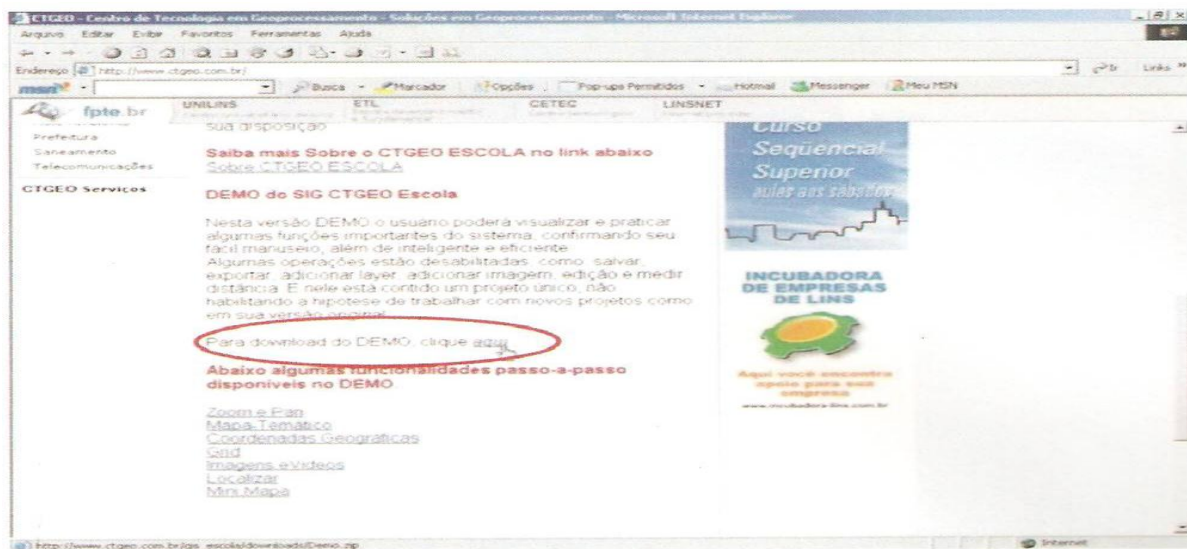 CTGEO - Centro de Tecnologia em Geoprocessamento - Soluções em Geoprocessamento - Microsoft Internet Explorer
Arquivo Editar Exibir Favoritos Ferramentas Ajuda
Endereço http://www.ctgeo.com.br/
Links
msn Busca Marcador Opções Pop-ups Permitidos Hotmail Messenger Meu MSN
fpte.br UNILINS ETL CETEC LINSNET
sua disposição
Prefeitura
Saneamento
Telecomunicações
CTGEO Serviços
Saiba mais Sobre o CTGEO ESCOLA no link abaixo
Sobre CTGEO ESCOLA
DEMO do SIG CTGEO Escola
Nesta versão DEMO o usuário poderá visualizar e praticar
algumas funções importantes do sistema, confirmando seu
fácil manuseio, além de inteligente e eficiente
Algumas operações estão desabilitadas como salvar,
exportar, adicionar layer, adicionar imagem, edição e medir
distância. E nele está contido um projeto único, não
habilitando a hipótese de trabalhar com novos projetos como
em sua versão original
Para download do DEMO, clique aqui
Abaixo algumas funcionalidades passo-a-passo
disponíveis no DEMO
Zoom e Pan
Mapa Temático
Coordenadas Geográficas
Grid
Imagens e Vídeos
Localizar
Mini Mapa
Curso
Seqüencial
Superior
aulas aos sábados
INCUBADORA
DE EMPRESAS
DE LINS
Aqui você encontra
apoio para sua
empresa
www.incubadora-lins.com.br
http://www.ctgeo.com.br/gis_escola/downloads/Demo.zip
Internet